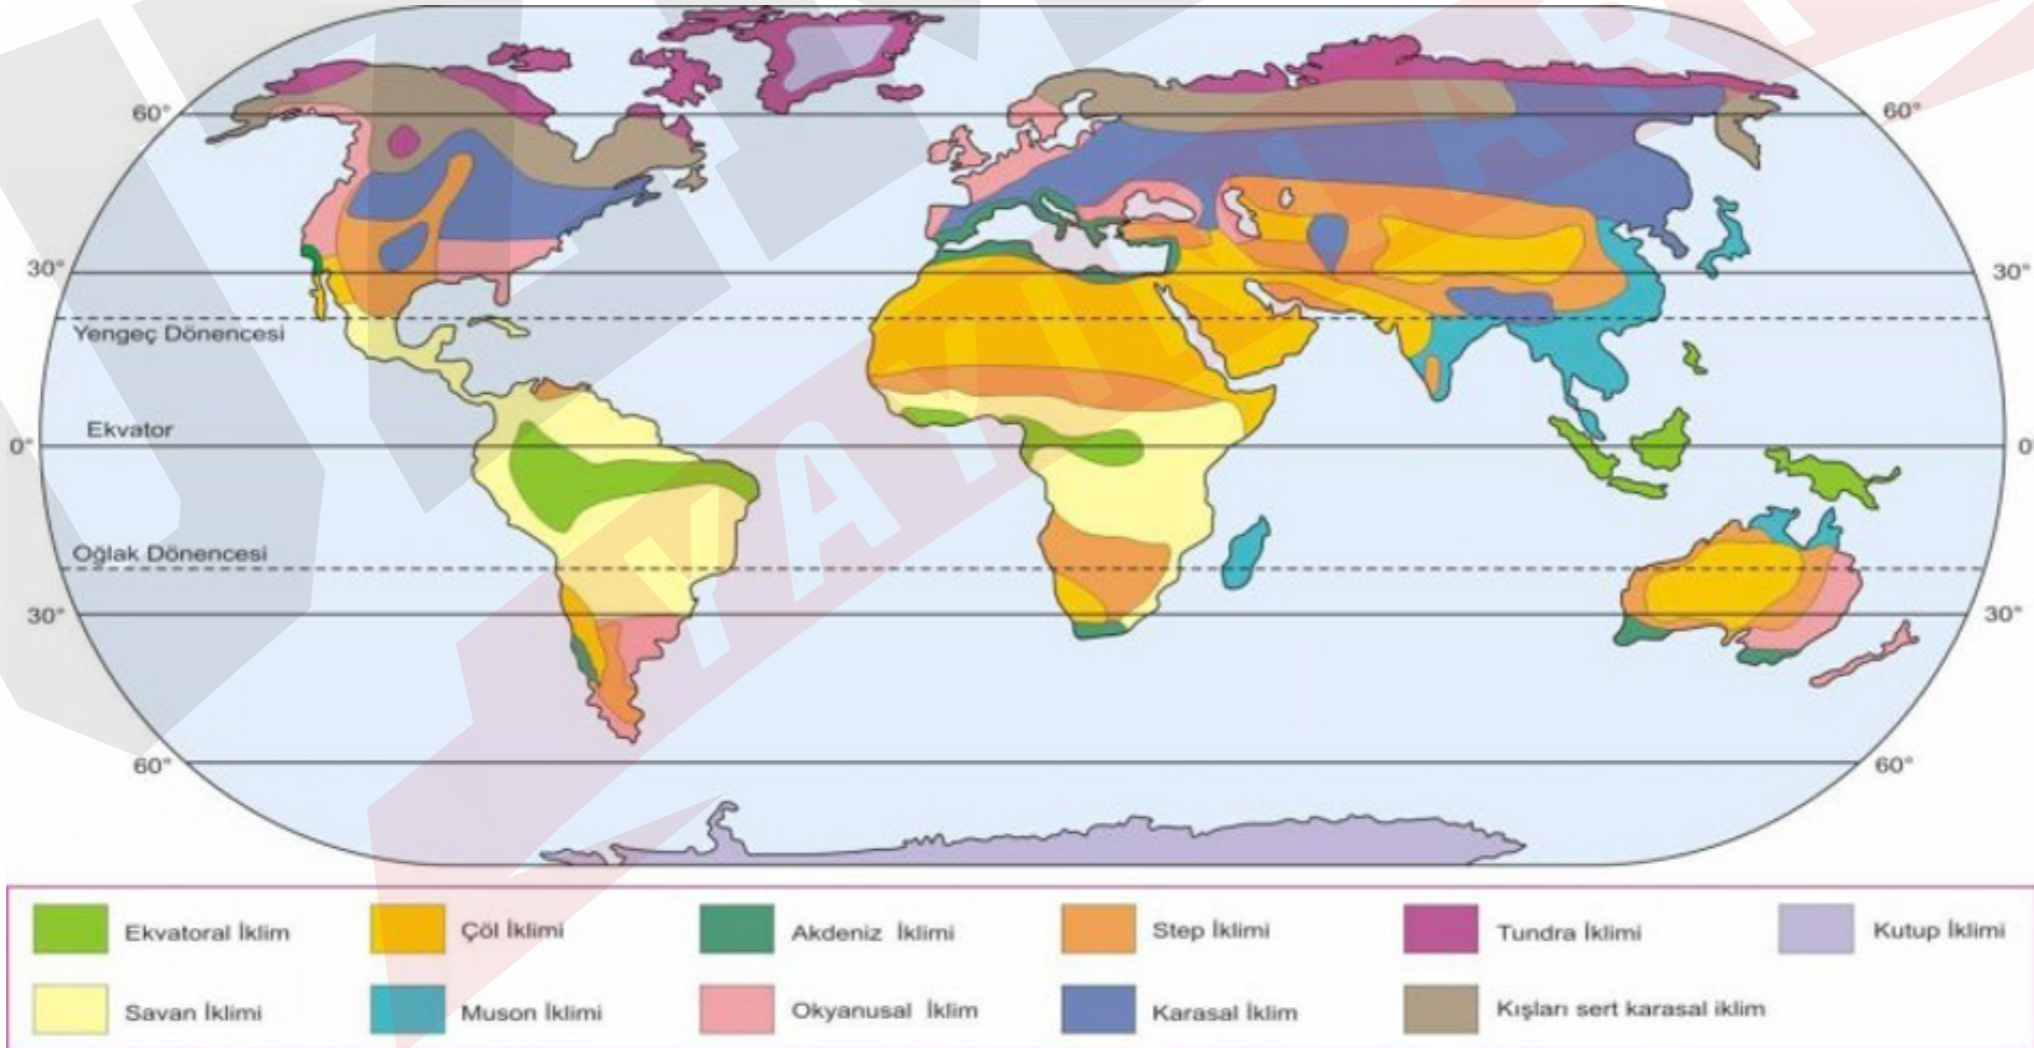 60°
60°
30°
30°
Yengeç Dönencesi
Ekvator
0°
0°
Oğlak Dönencesi
30°
30°
60°
60°
YAYINLARI
Ekvatoral İklim
Çöl İklimi
Akdeniz İklimi
Step İklimi
Tundra İklimi
Kutup İklimi
Savan İklimi
Muson İklimi
Okyanusal İklim
Karasal İklim
Kışları sert karasal iklim